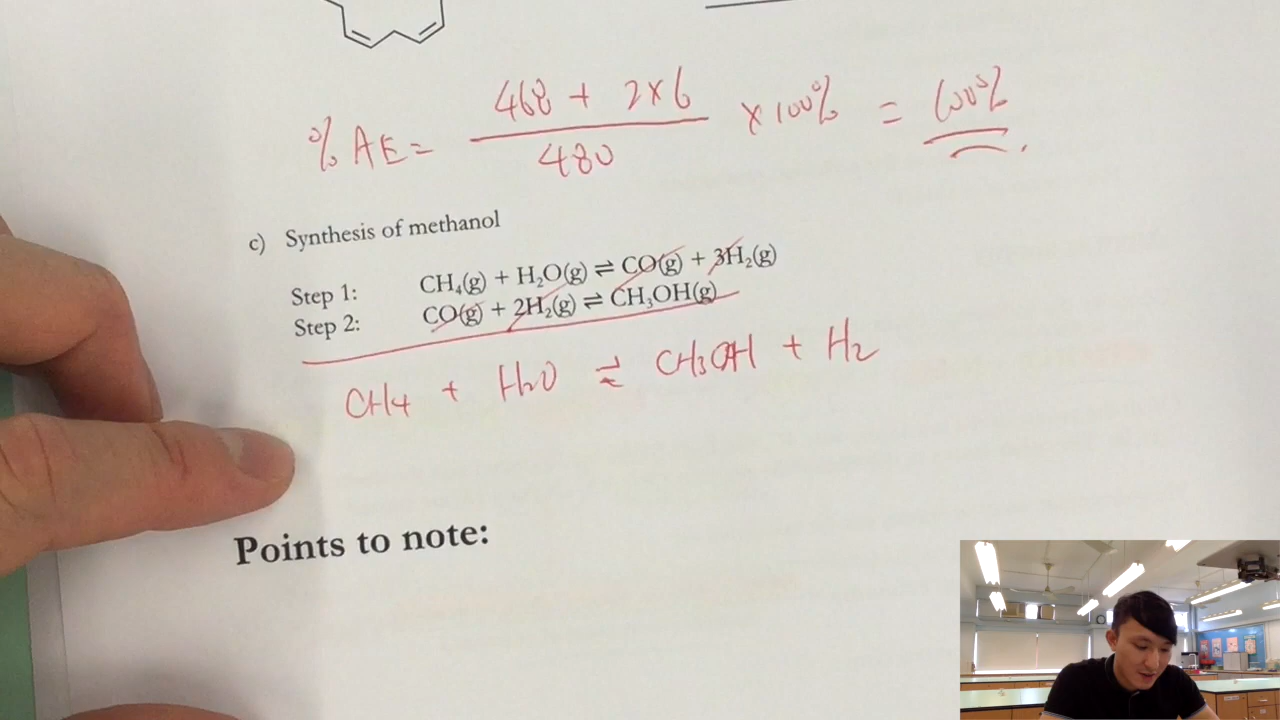 468 + 2×6
% AE = ─── × 100% = 100%.
480
c) Synthesis of methanol
Step 1: CH₄(g) + H₂O(g) ⇌ CO(g) + 3H₂(g)
Step 2: CO(g) + 2H₂(g) ⇌ CH₃OH(g)
CH4 + H2O ⇌ CH3OH + H2
Points to note: